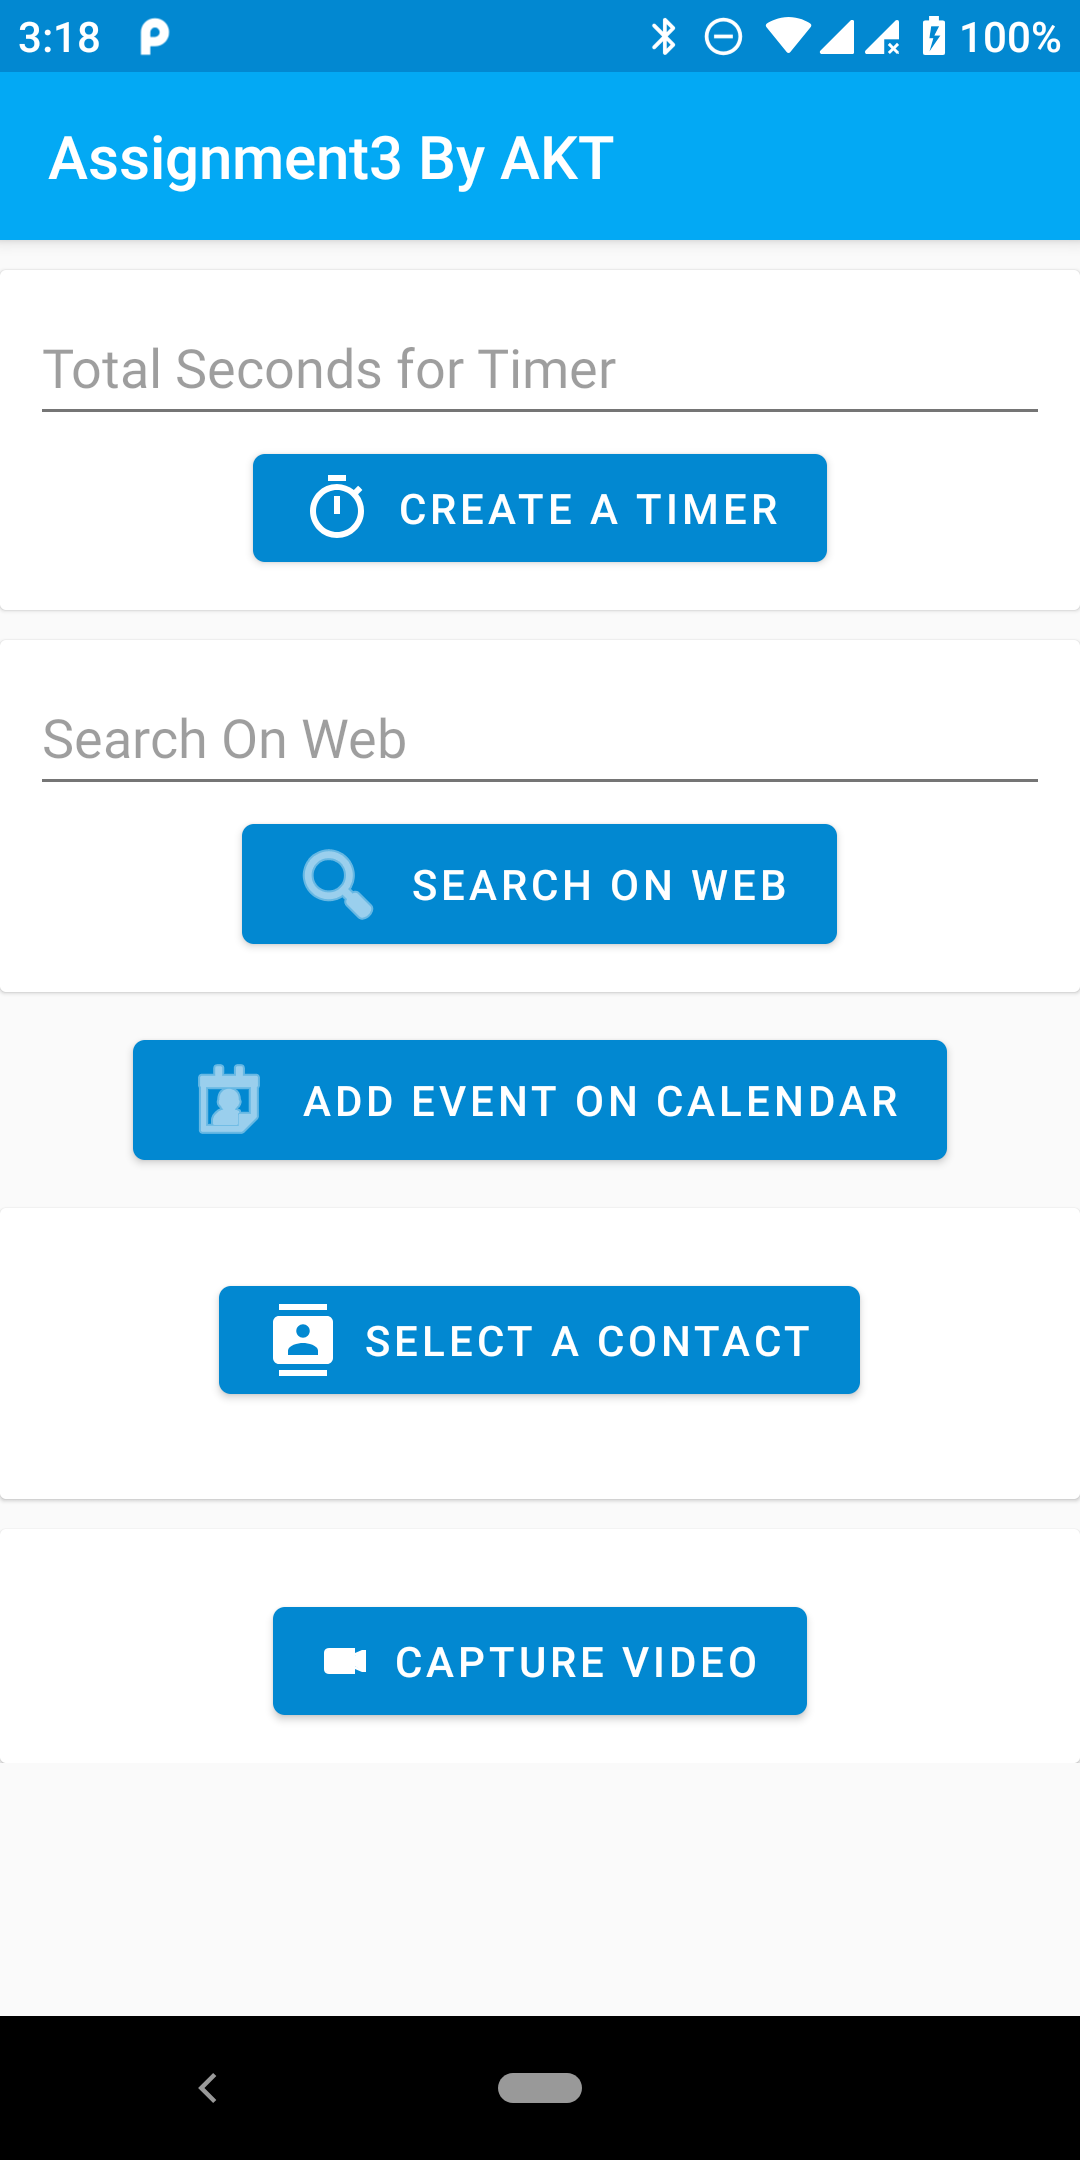 3:18 100%
Assignment3 By AKT
Total Seconds for Timer
CREATE A TIMER
Search On Web
SEARCH ON WEB
ADD EVENT ON CALENDAR
SELECT A CONTACT
CAPTURE VIDEO